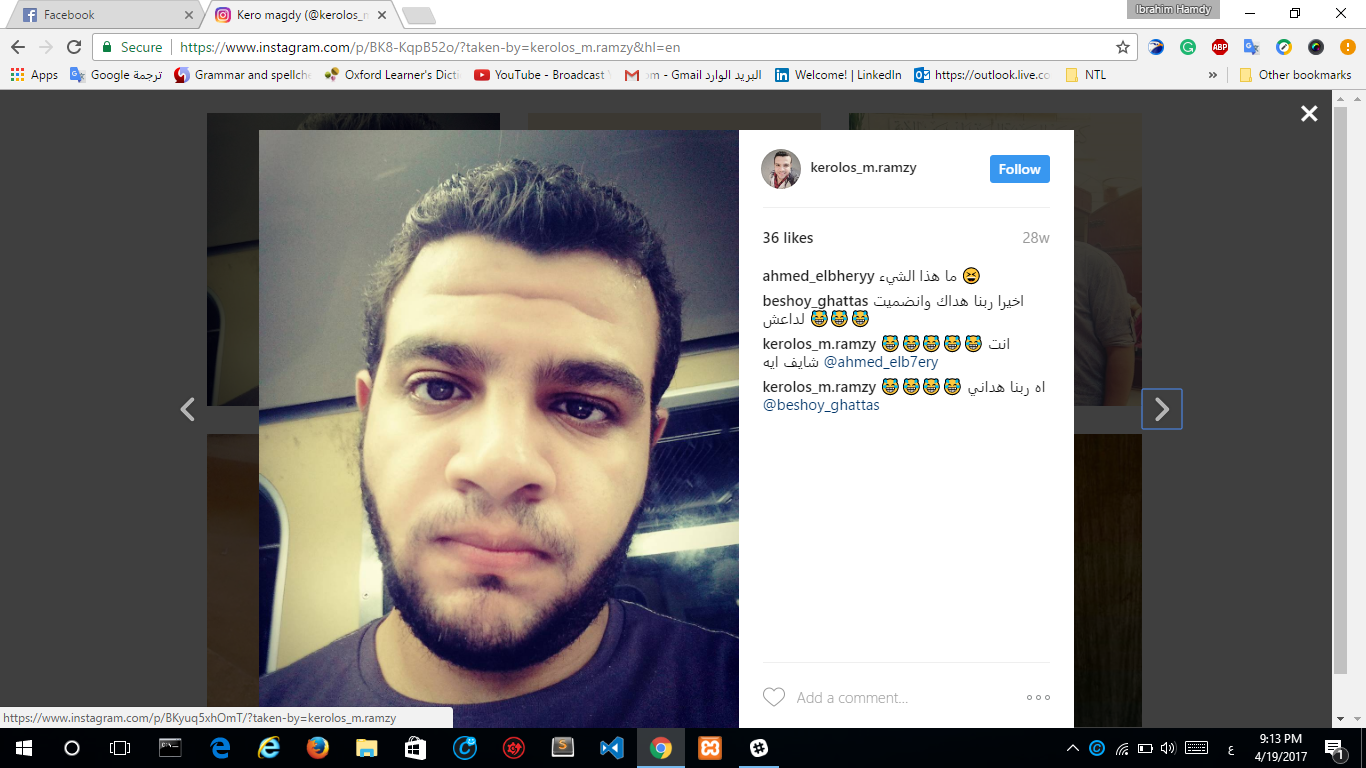 Facebook
Kero magdy (@kerolos_m
Ibrahim Hamdy
Secure
https://www.instagram.com/p/BK8-KqpB52o/?taken-by=kerolos_m.ramzy&hl=en
ABP
Apps
Google ترجمة
Grammar and spellche
Oxford Learner's Dicti
YouTube - Broadcast Y
البريد الوارد om - Gmail
Welcome! | LinkedIn
https://outlook.live.co
NTL
»
Other bookmarks
kerolos_m.ramzy
Follow
36 likes
28w
ahmed_elbheryy ما هذا الشيء 😆
beshoy_ghattas اخيرا ربنا هداك وانضميت
لداعش 😹😹😹
kerolos_m.ramzy 😹😹😹😹😹 انت
شايف ايه @ahmed_elb7ery
kerolos_m.ramzy 😹😹😹😹 اه ربنا هداني
@beshoy_ghattas
Add a comment...
https://www.instagram.com/p/BKyuq5xhOmT/?taken-by=kerolos_m.ramzy
ع
9:13 PM
4/19/2017
1